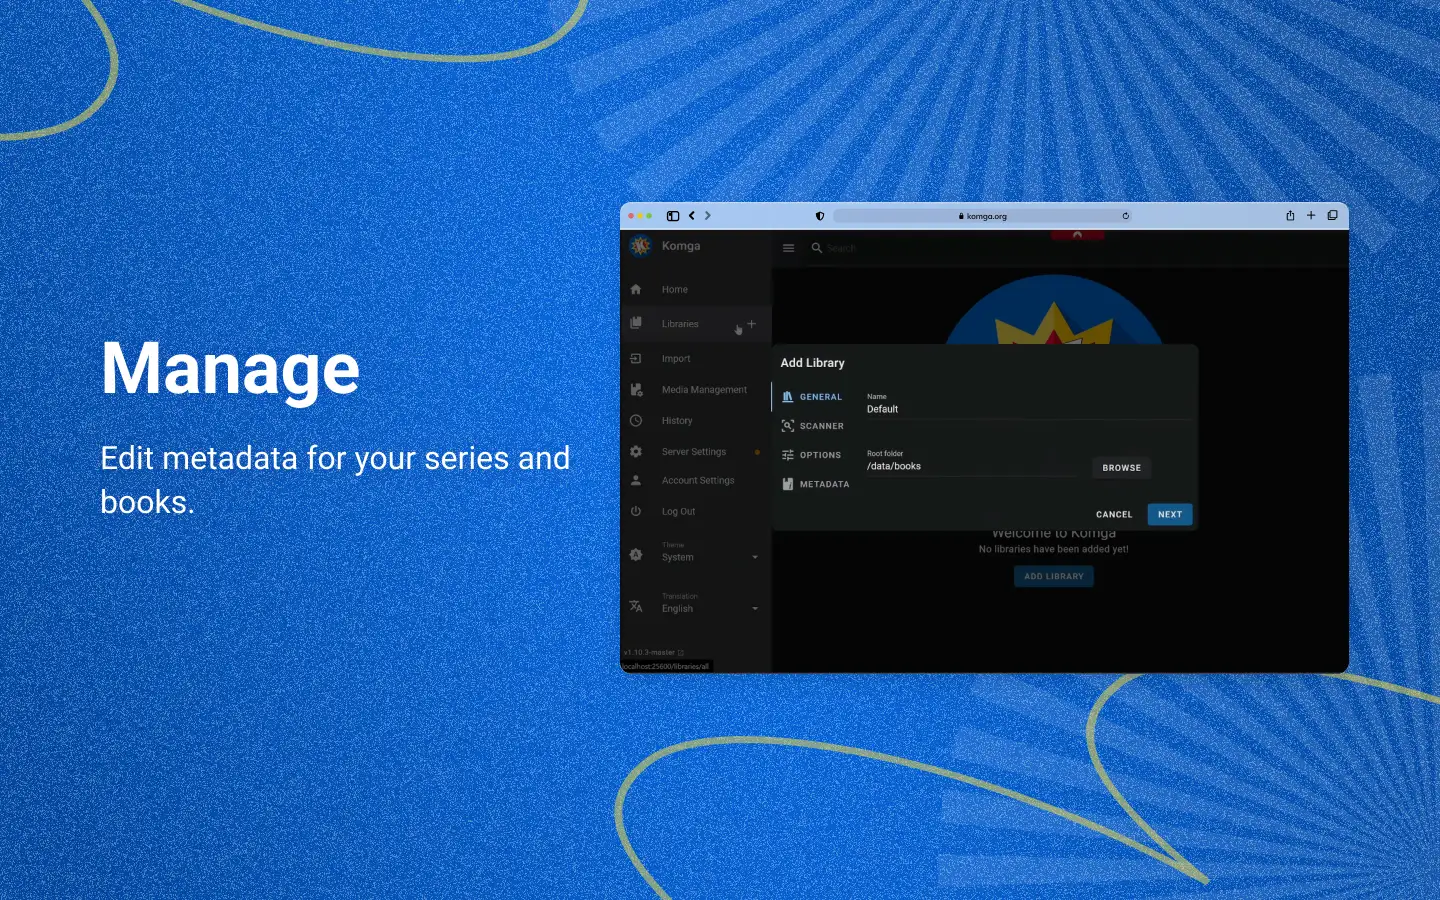 Manage
Edit metadata for your series and
books.
komga.org
Komga
Search
Home
Libraries
Import
Media Management
History
Server Settings
Account Settings
Log Out
Theme
System
Translation
English
v1.10.3-master
localhost:25600/libraries/all
Add Library
GENERAL
SCANNER
OPTIONS
METADATA
Name
Default
Root folder
/data/books
BROWSE
CANCEL
NEXT
Welcome to Komga
No libraries have been added yet!
ADD LIBRARY